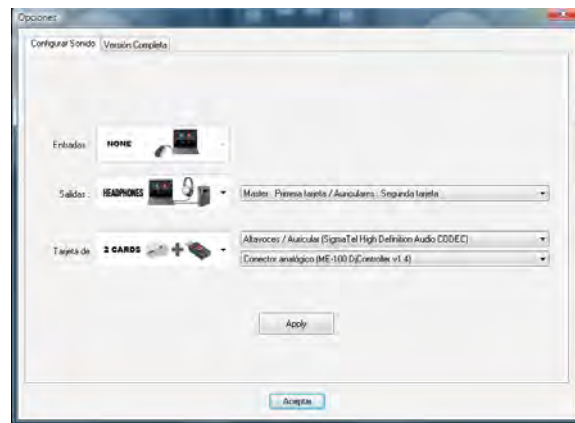 Opciones
Configurar Sonido Versión Completa
Entradas :
NONE
Salidas :
HEADPHONES
Master : Primera tarjeta / Auriculares : Segunda tarjeta
Tarjeta de
2 CARDS
Altavoces / Auricular (SigmaTel High Definition Audio CODEC)
Conector analógico (ME-100 DjController v1.4)
Apply
Aceptar